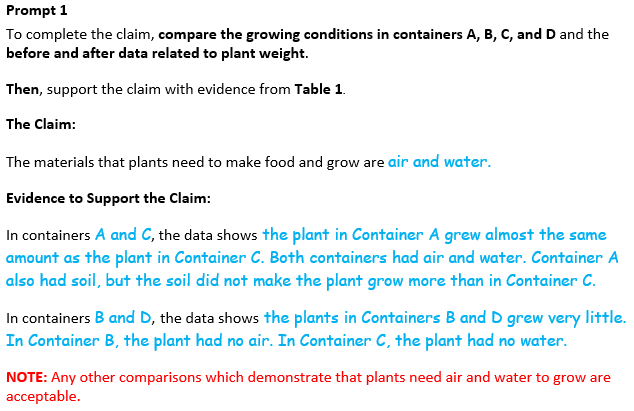 Prompt 1
To complete the claim, compare the growing conditions in containers A, B, C, and D and the
before and after data related to plant weight.
Then, support the claim with evidence from Table 1.
The Claim:
The materials that plants need to make food and grow are air and water.
Evidence to Support the Claim:
In containers A and C, the data shows the plant in Container A grew almost the same
amount as the plant in Container C. Both containers had air and water. Container A
also had soil, but the soil did not make the plant grow more than in Container C.
In containers B and D, the data shows the plants in Containers B and D grew very little.
In Container B, the plant had no air. In Container C, the plant had no water.
NOTE: Any other comparisons which demonstrate that plants need air and water to grow are
acceptable.